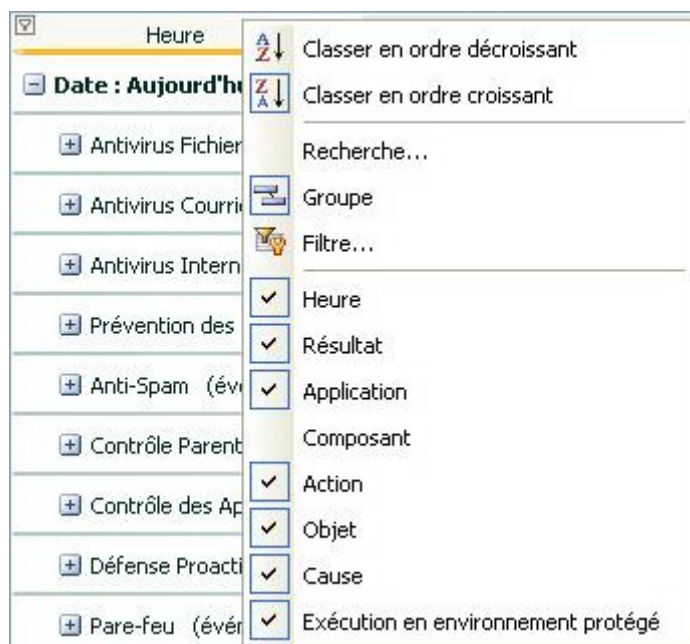 Heure
Date : Aujourd'hu
Antivirus Fichier
Antivirus Courri
Antivirus Intern
Prévention des
Anti-Spam (évé
Contrôle Parent
Contrôle des Ap
Défense Proacti
Pare-feu (évér
Classer en ordre décroissant
Classer en ordre croissant
Recherche...
Groupe
Filtre...
Heure
Résultat
Application
Composant
Action
Objet
Cause
Exécution en environnement protégé